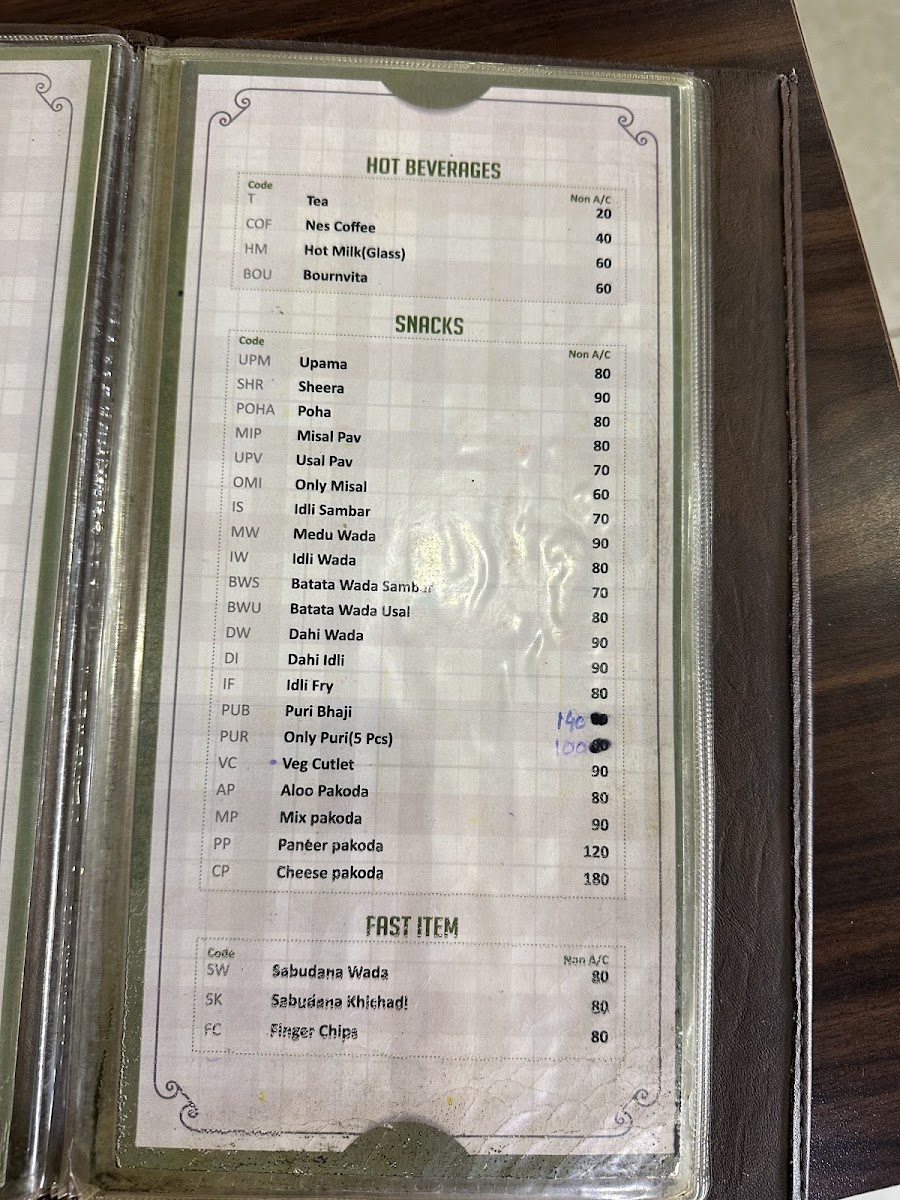 HOT BEVERAGES
Code Non A/C
T Tea 20
COF Nes Coffee 40
HM Hot Milk(Glass) 60
BOU Bournvita 60
SNACKS
Code Non A/C
UPM Upama 80
SHR Sheera 90
POHA Poha 80
MIP Misal Pav 80
UPV Usal Pav 70
OMI Only Misal 60
IS Idli Sambar 70
MW Medu Wada 90
IW Idli Wada 80
BWS Batata Wada Sambar 70
BWU Batata Wada Usal 80
DW Dahi Wada 90
DI Dahi Idli 90
IF Idli Fry 80
PUB Puri Bhaji 140
PUR Only Puri(5 Pcs) 100
VC Veg Cutlet 90
AP Aloo Pakoda 80
MP Mix pakoda 90
PP Paneer pakoda 120
CP Cheese pakoda 180
FAST ITEM
Code Non A/C
SW Sabudana Wada 80
SK Sabudana Khichadi 80
FC Finger Chips 80